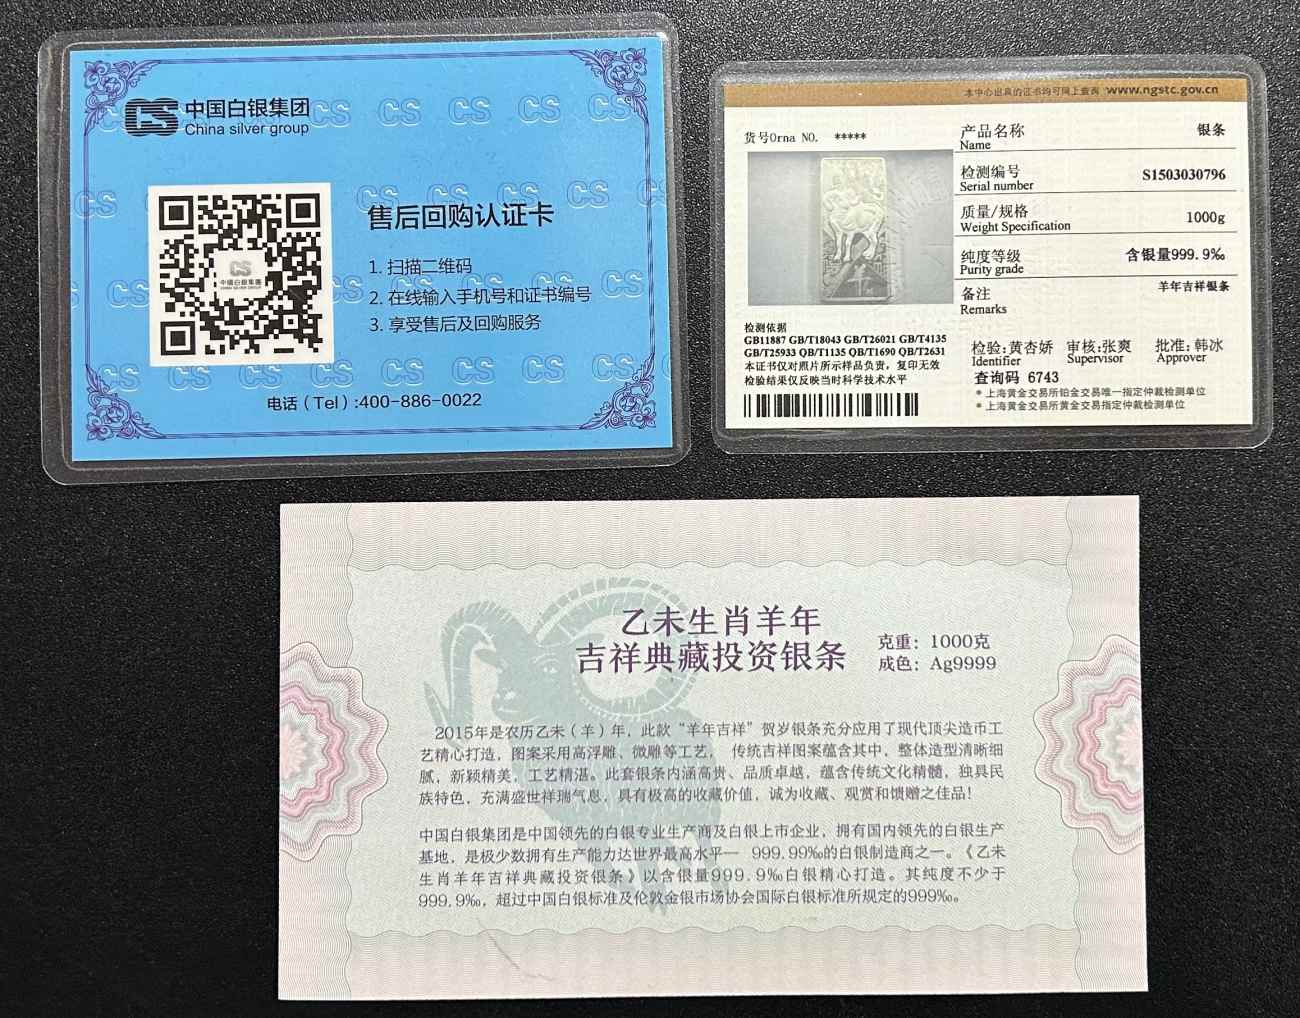 CS 中国白银集团
China silver group
售后回购认证卡
CS
中国白银集团
CHINA SILVER GROUP
1. 扫描二维码
2. 在线输入手机号和证书编号
3. 享受售后及回购服务
电话（Tel）:400-886-0022
本中心出具的证书均可网上查询 www.ngstc.gov.cn
货号Orna NO. *****
产品名称 银条
Name
检测编号 S1503030796
Serial number
质量/规格 1000g
Weight Specification
纯度等级 含银量999.9‰
Purity grade
备注 羊年吉祥银条
Remarks
检测依据
GB11887 GB/T18043 GB/T26021 GB/T4135
GB/T25933 QB/T1135 QB/T1690 QB/T2631
本证书仅对照片所示样品负责，复印无效
检验结果仅反映当时科学技术水平
检验:黄杏娇 审核:张爽 批准:韩冰
Identifier Supervisor Approver
查询码 6743
* 上海黄金交易所铂金交易唯一指定仲裁检测单位
* 上海黄金交易所黄金交易指定仲裁检测单位
乙未生肖羊年
吉祥典藏投资银条
克重：1000克
成色：Ag9999
2015年是农历乙未（羊）年，此款“羊年吉祥”贺岁银条充分应用了现代顶尖造币工
艺精心打造，图案采用高浮雕、微雕等工艺，传统吉祥图案蕴含其中，整体造型清晰细
腻，新颖精美，工艺精湛。此套银条内涵高贵、品质卓越，蕴含传统文化精髓，独具民
族特色，充满盛世祥瑞气息，具有极高的收藏价值，诚为收藏、观赏和馈赠之佳品！
中国白银集团是中国领先的白银专业生产商及白银上市企业，拥有国内领先的白银生产
基地，是极少数拥有生产能力达世界最高水平— 999.99‰的白银制造商之一。《乙未
生肖羊年吉祥典藏投资银条》以含银量999.9‰白银精心打造。其纯度不少于
999.9‰，超过中国白银标准及伦敦金银市场协会国际白银标准所规定的999‰。